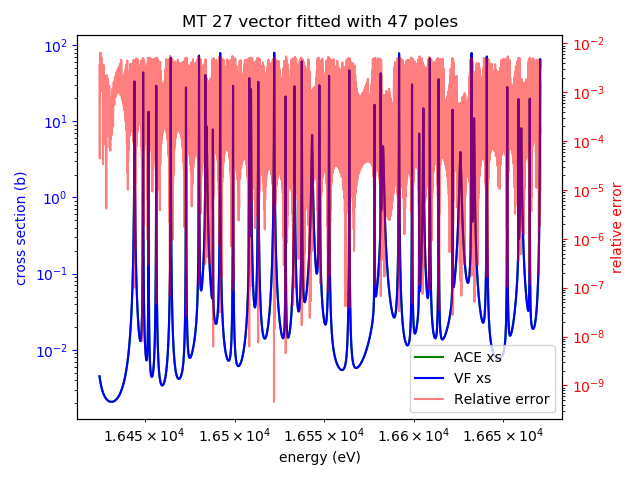 MT 27 vector fitted with 47 poles
10²
10¹
10⁰
10⁻¹
10⁻²
cross section (b)
10⁻²
10⁻³
10⁻⁴
10⁻⁵
10⁻⁶
10⁻⁷
10⁻⁸
10⁻⁹
relative error
ACE xs
VF xs
Relative error
1.645 × 10⁴ 1.65 × 10⁴ 1.655 × 10⁴ 1.66 × 10⁴ 1.665 × 10⁴
energy (eV)